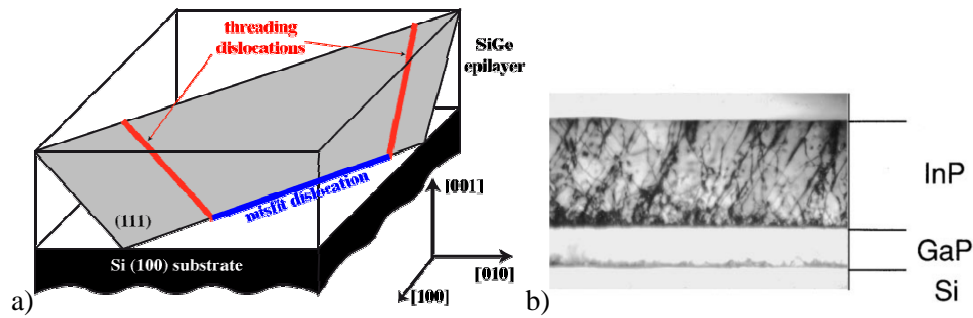 threading
dislocations
SiGe
epilayer
(111)
misfit dislocation
[001]
[010]
[100]
Si (100) substrate
a)
InP
GaP
Si
b)